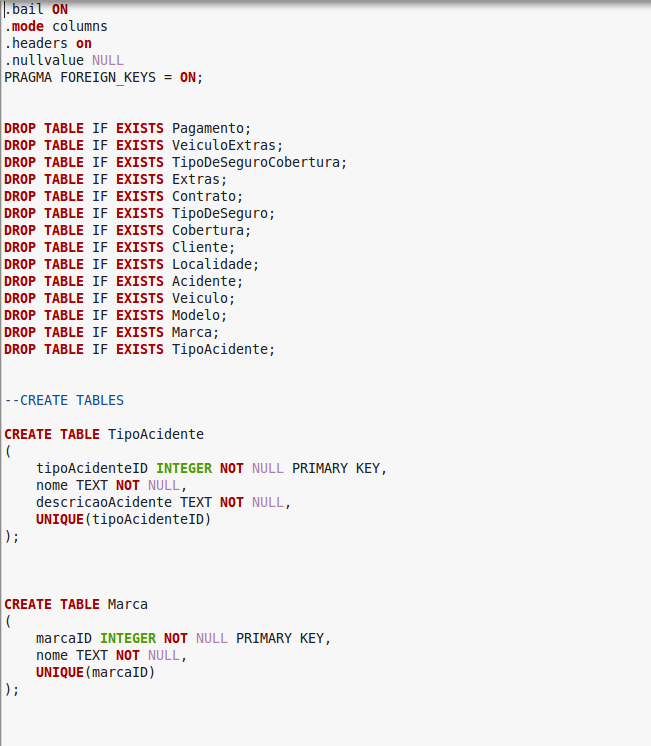 .bail ON
.mode columns
.headers on
.nullvalue NULL
PRAGMA FOREIGN_KEYS = ON;
DROP TABLE IF EXISTS Pagamento;
DROP TABLE IF EXISTS VeiculoExtras;
DROP TABLE IF EXISTS TipoDeSeguroCobertura;
DROP TABLE IF EXISTS Extras;
DROP TABLE IF EXISTS Contrato;
DROP TABLE IF EXISTS TipoDeSeguro;
DROP TABLE IF EXISTS Cobertura;
DROP TABLE IF EXISTS Cliente;
DROP TABLE IF EXISTS Localidade;
DROP TABLE IF EXISTS Acidente;
DROP TABLE IF EXISTS Veiculo;
DROP TABLE IF EXISTS Modelo;
DROP TABLE IF EXISTS Marca;
DROP TABLE IF EXISTS TipoAcidente;
--CREATE TABLES
CREATE TABLE TipoAcidente
(
    tipoAcidenteID INTEGER NOT NULL PRIMARY KEY,
    nome TEXT NOT NULL,
    descricaoAcidente TEXT NOT NULL,
    UNIQUE(tipoAcidenteID)
);
CREATE TABLE Marca
(
    marcaID INTEGER NOT NULL PRIMARY KEY,
    nome TEXT NOT NULL,
    UNIQUE(marcaID)
);